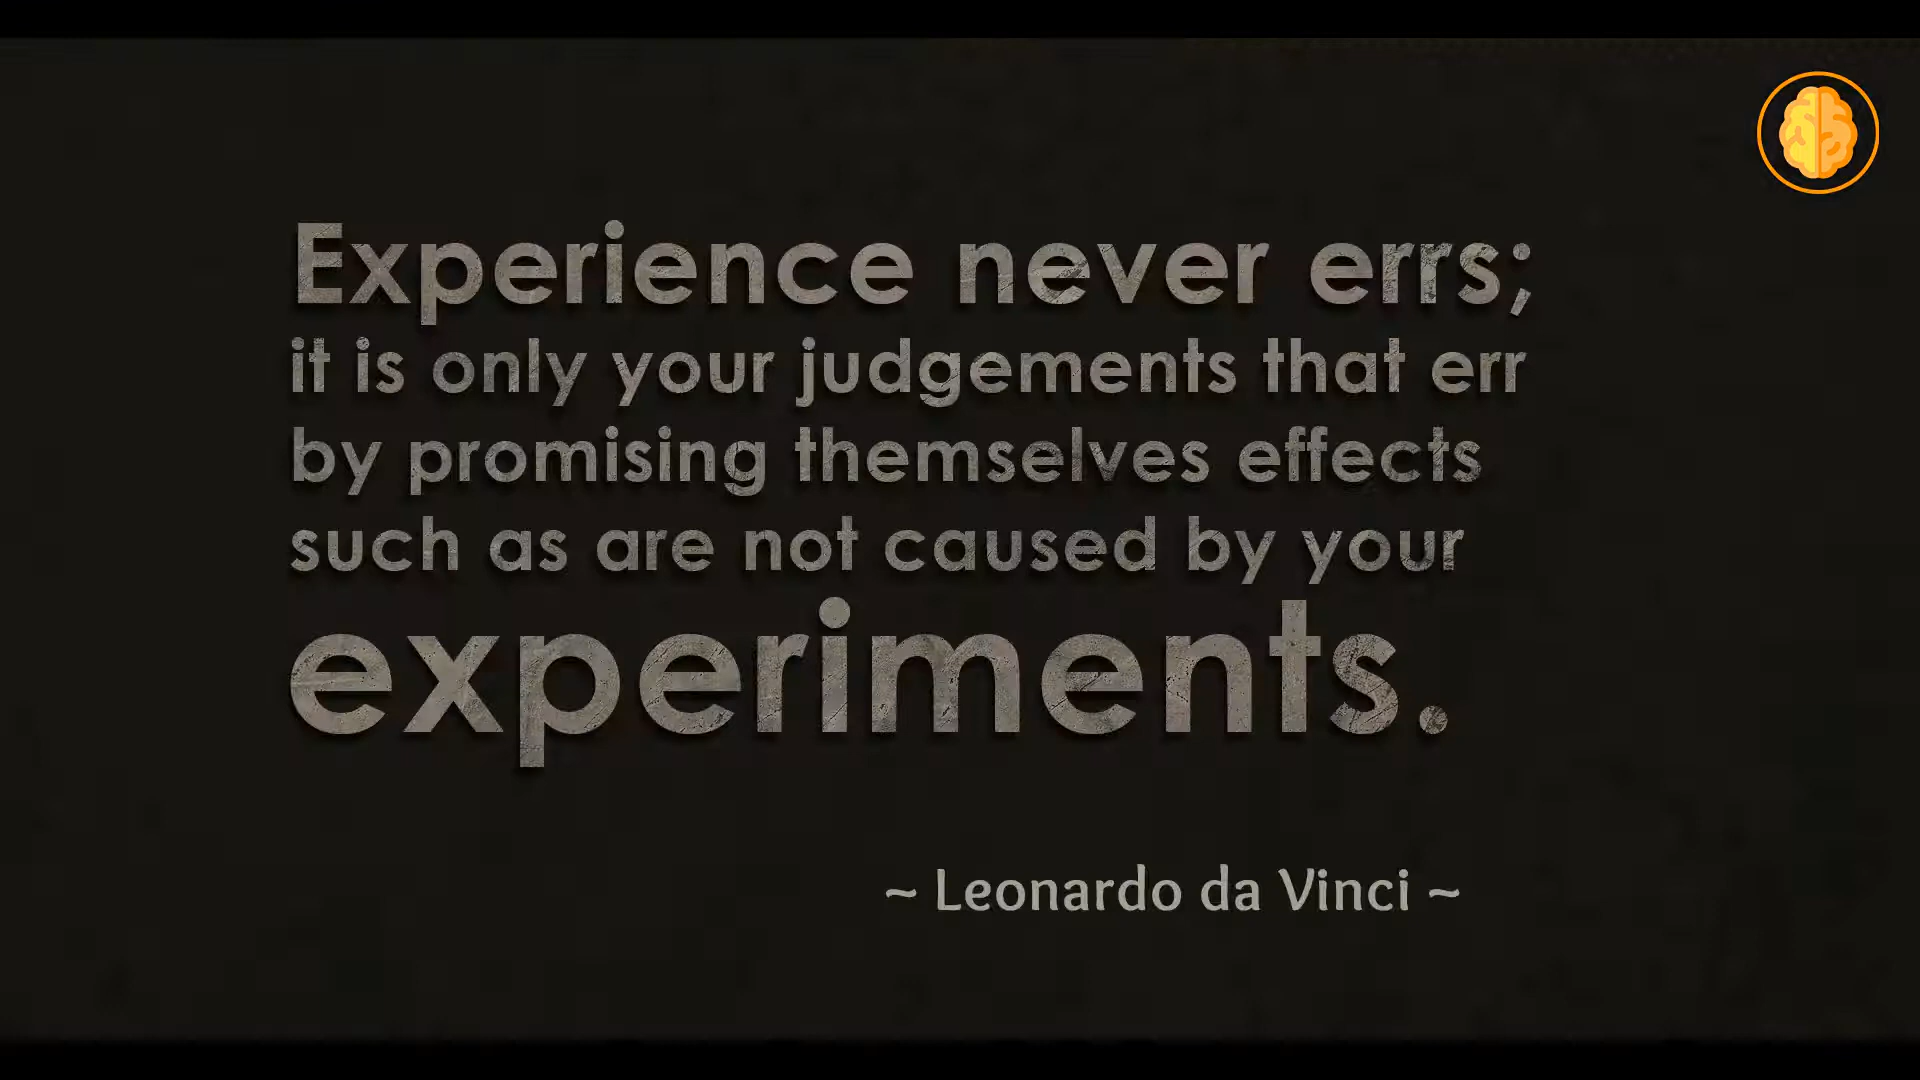 Experience never errs;
it is only your judgements that err
by promising themselves effects
such as are not caused by your
experiments.
~ Leonardo da Vinci ~